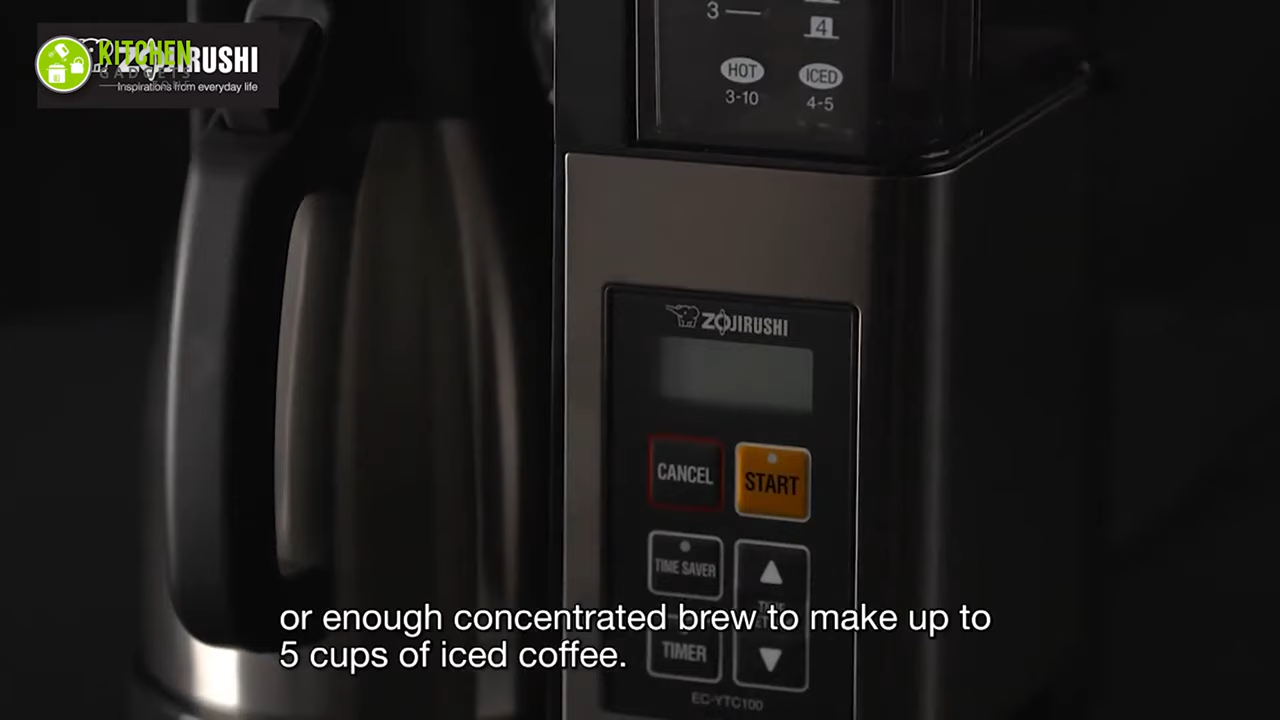 KITCHEN
GADGETS
ZOJIRUSHI
Inspirations from everyday life
3
4
HOT
ICED
3-10
4-5
ZOJIRUSHI
CANCEL
START
TIME SAVER
TIMER
or enough concentrated brew to make up to
5 cups of iced coffee.
EC-YTC100